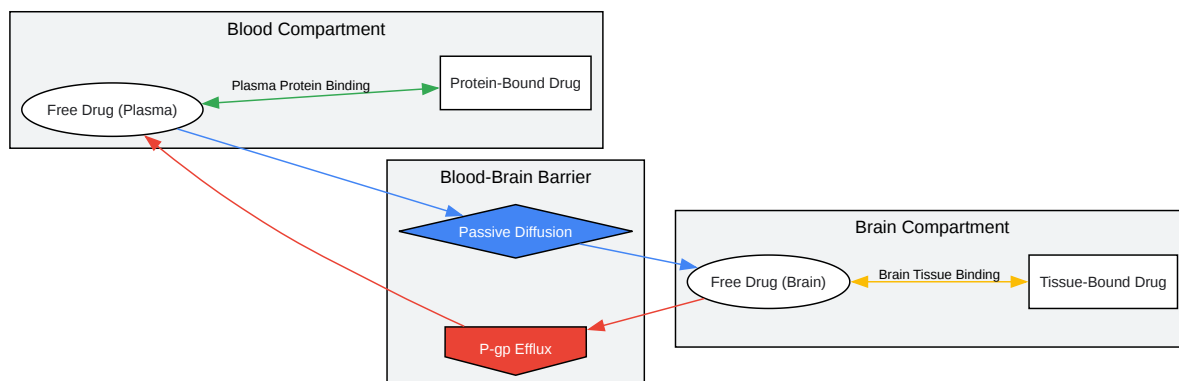 Blood Compartment
Plasma Protein Binding
Protein-Bound Drug
Free Drug (Plasma)
Blood-Brain Barrier
Passive Diffusion
P-gp Efflux
Brain Compartment
Free Drug (Brain)
Brain Tissue Binding
Tissue-Bound Drug